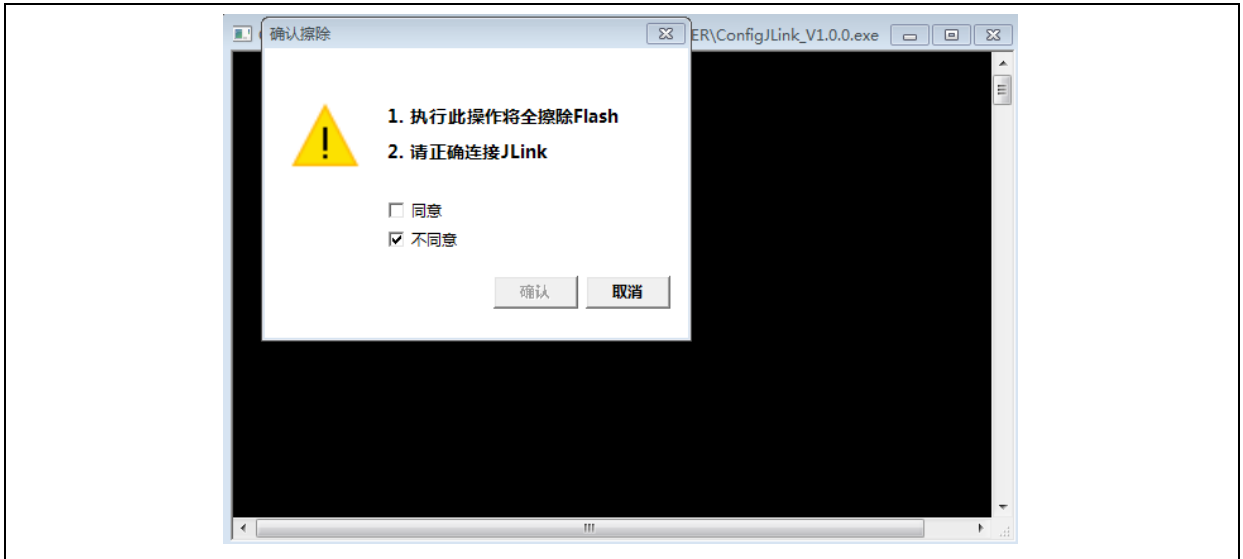 确认擦除
ER\ConfigJLink_V1.0.0.exe
1. 执行此操作将全擦除Flash
2. 请正确连接JLink
同意
不同意
确认
取消